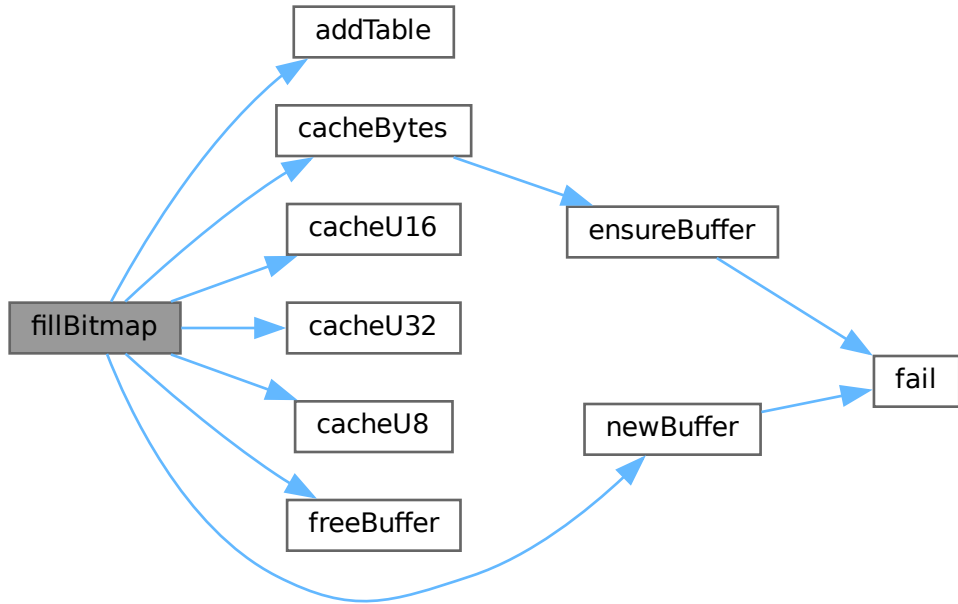 addTable
cacheBytes
cacheU16
ensureBuffer
fillBitmap
cacheU32
fail
cacheU8
newBuffer
freeBuffer